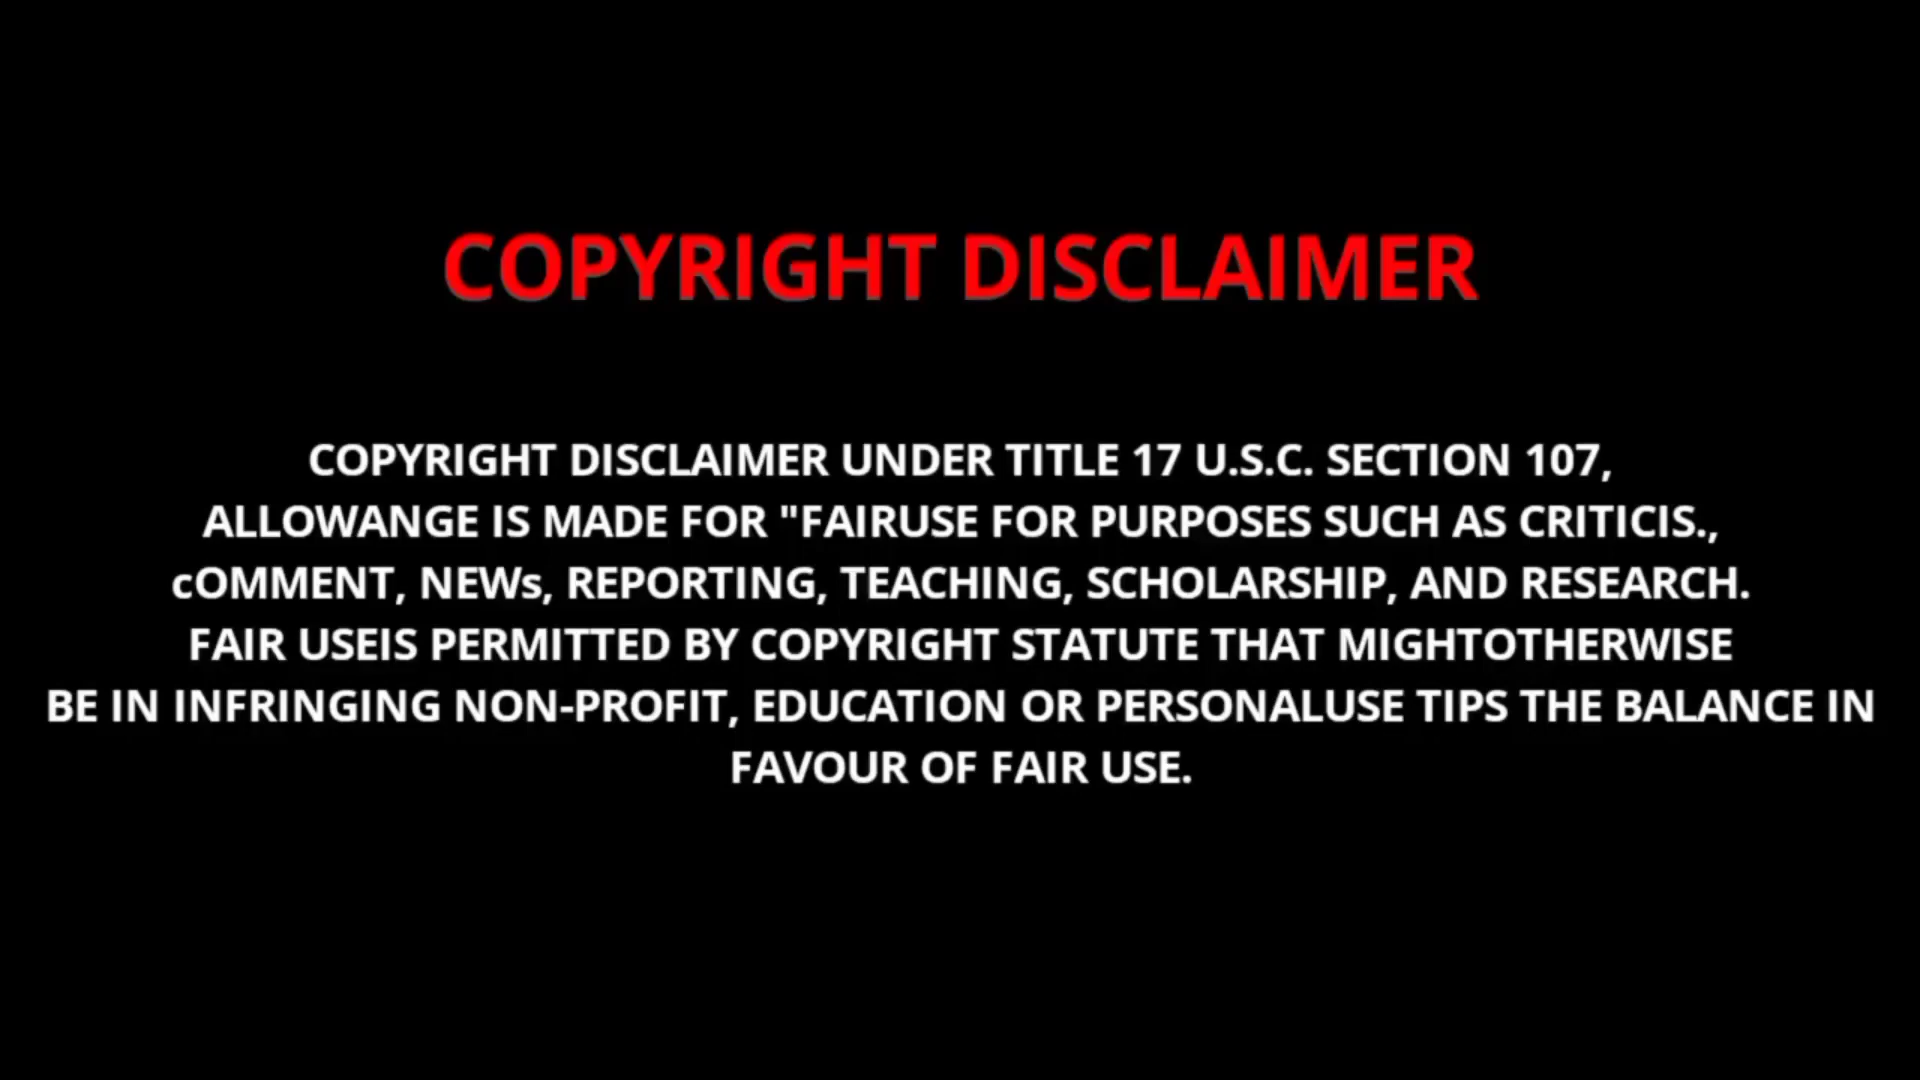 COPYRIGHT DISCLAIMER
COPYRIGHT DISCLAIMER UNDER TITLE 17 U.S.C. SECTION 107,
ALLOWANGE IS MADE FOR "FAIRUSE FOR PURPOSES SUCH AS CRITICIS.,
cOMMENT, NEWs, REPORTING, TEACHING, SCHOLARSHIP, AND RESEARCH.
FAIR USEIS PERMITTED BY COPYRIGHT STATUTE THAT MIGHTOTHERWISE
BE IN INFRINGING NON-PROFIT, EDUCATION OR PERSONALUSE TIPS THE BALANCE IN
FAVOUR OF FAIR USE.